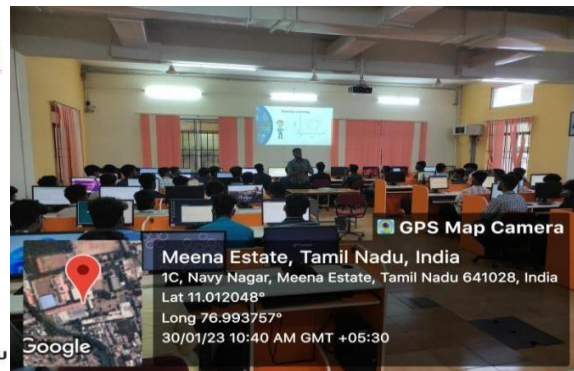 GPS Map Camera
Meena Estate, Tamil Nadu, India
1C, Navy Nagar, Meena Estate, Tamil Nadu 641028, India
Lat 11.012048°
Long 76.993757°
30/01/23 10:40 AM GMT +05:30
Google